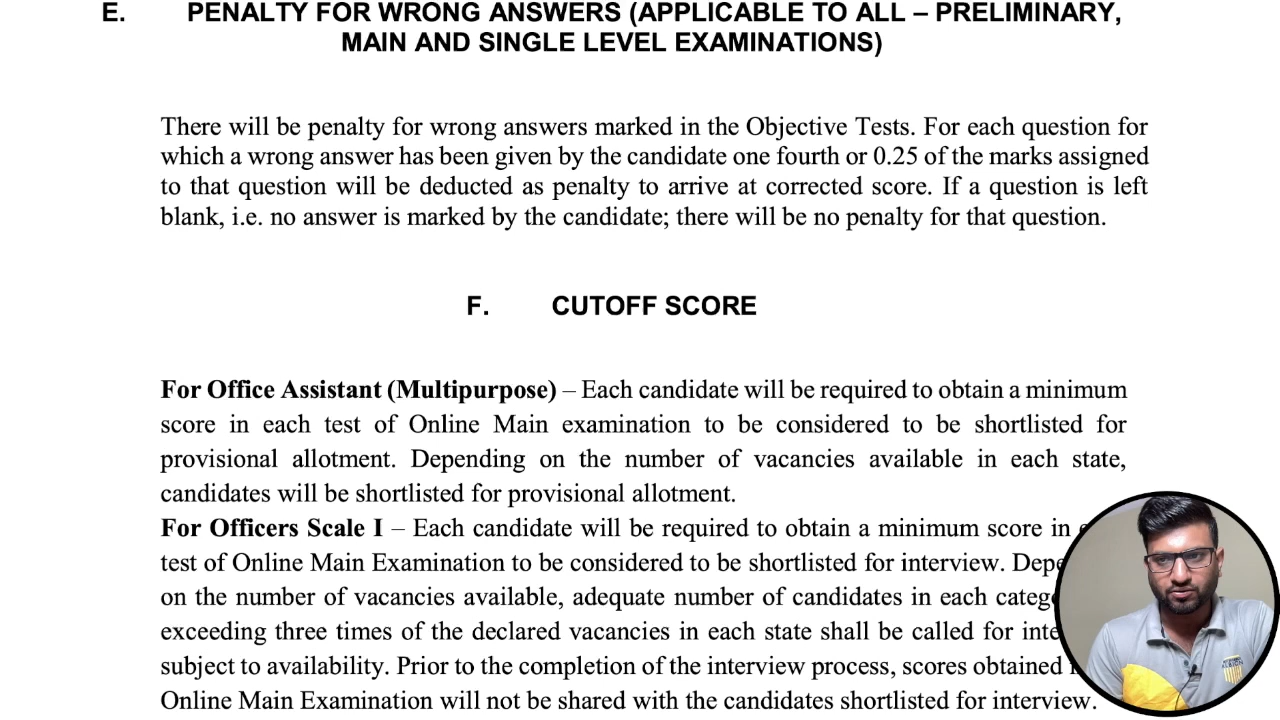 E. PENALTY FOR WRONG ANSWERS (APPLICABLE TO ALL – PRELIMINARY,
MAIN AND SINGLE LEVEL EXAMINATIONS)
There will be penalty for wrong answers marked in the Objective Tests. For each question for
which a wrong answer has been given by the candidate one fourth or 0.25 of the marks assigned
to that question will be deducted as penalty to arrive at corrected score. If a question is left
blank, i.e. no answer is marked by the candidate; there will be no penalty for that question.
F. CUTOFF SCORE
For Office Assistant (Multipurpose) – Each candidate will be required to obtain a minimum
score in each test of Online Main examination to be considered to be shortlisted for
provisional allotment. Depending on the number of vacancies available in each state,
candidates will be shortlisted for provisional allotment.
For Officers Scale I – Each candidate will be required to obtain a minimum score in
test of Online Main Examination to be considered to be shortlisted for interview.
on the number of vacancies available, adequate number of candidates in each
exceeding three times of the declared vacancies in each state shall be called for
subject to availability. Prior to the completion of the interview process, scores obtained
Online Main Examination will not be shared with the candidates shortlisted for interview.